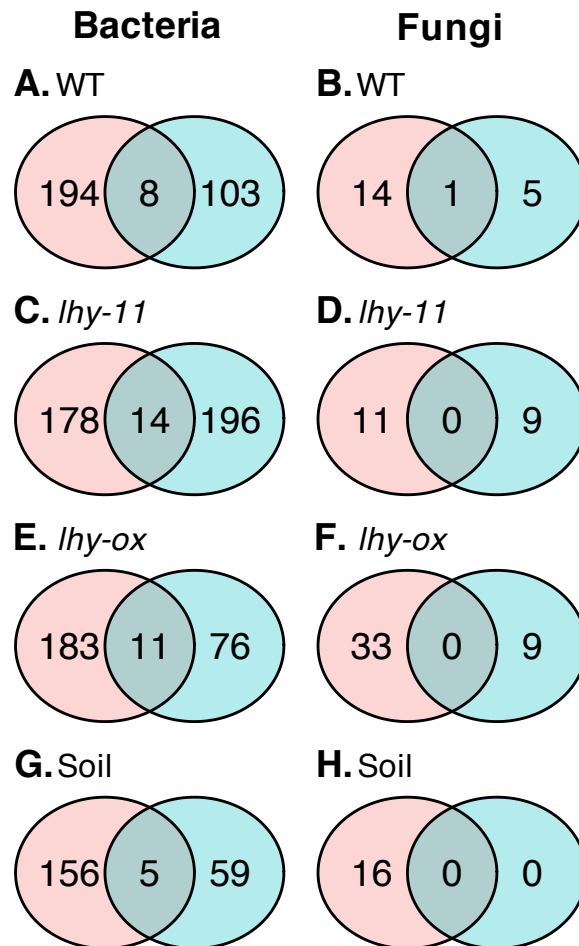 Bacteria Fungi
A. WT B. WT
194 8 103 14 1 5
C. lhy-11 D. lhy-11
178 14 196 11 0 9
E. lhy-ox F. lhy-ox
183 11 76 33 0 9
G. Soil H. Soil
156 5 59 16 0 0